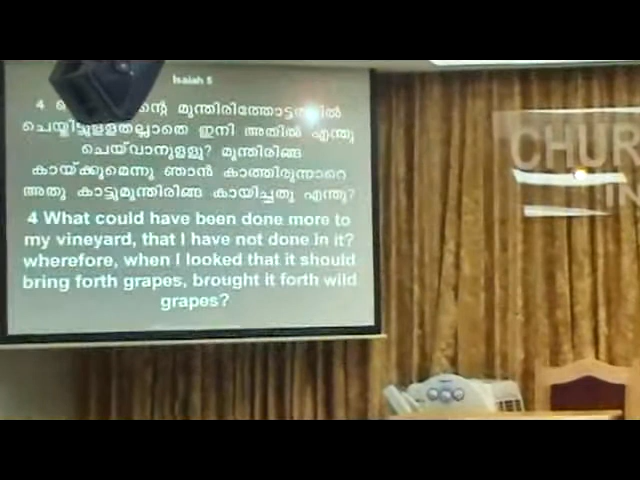 Isaiah 5
4 മുന്തിരിത്തോട്ടത്തിൽ
ചെയ്തിട്ടുള്ളതല്ലാതെ ഇനി അതിൽ എന്തു
ചെയ്‌വാനുള്ളു? മുന്തിരിങ്ങ
കായ്ക്കുമെന്നു ഞാൻ കാത്തിരുന്നാറെ
അതു കാട്ടുമുന്തിരിങ്ങ കായിച്ചതു എന്തു?
4 What could have been done more to
my vineyard, that I have not done in it?
wherefore, when I looked that it should
bring forth grapes, brought it forth wild
grapes?